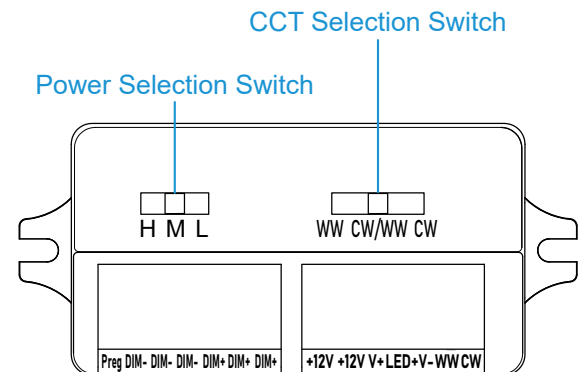 CCT Selection Switch
Power Selection Switch
H M L
WW CW/WW CW
Preg DIM- DIM- DIM- DIM+ DIM+ DIM+
+12V +12V V+ LED+ V- WW CW